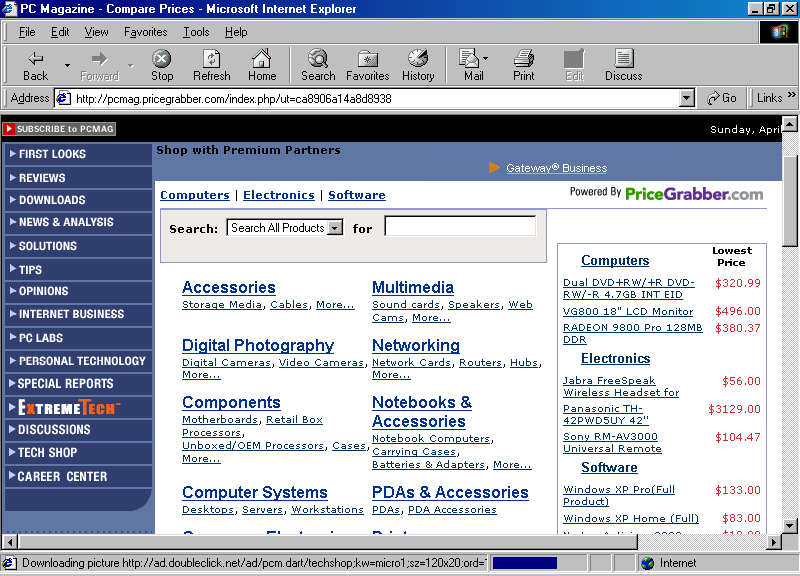 PC Magazine - Compare Prices - Microsoft Internet Explorer
File Edit View Favorites Tools Help
Back Forward Stop Refresh Home Search Favorites History Mail Print Edit Discuss
Address http://pcmag.pricegrabber.com/index.php/ut=ca8906a14a8d8938 Go Links »
SUBSCRIBE to PCMAG
Sunday, Apri
FIRST LOOKS
REVIEWS
DOWNLOADS
NEWS & ANALYSIS
SOLUTIONS
TIPS
OPINIONS
INTERNET BUSINESS
PC LABS
PERSONAL TECHNOLOGY
SPECIAL REPORTS
EXTREMETECH™
DISCUSSIONS
TECH SHOP
CAREER CENTER
Shop with Premium Partners
Gateway® Business
Computers | Electronics | Software
Powered By PriceGrabber.com
Search: Search All Products for
Accessories
Storage Media, Cables, More...
Digital Photography
Digital Cameras, Video Cameras,
More...
Components
Motherboards, Retail Box
Processors,
Unboxed/OEM Processors, Cases,
More...
Computer Systems
Desktops, Servers, Workstations
Multimedia
Sound cards, Speakers, Web
Cams, More...
Networking
Network Cards, Routers, Hubs,
More...
Notebooks &
Accessories
Notebook Computers,
Carrying Cases,
Batteries & Adapters, More...
PDAs & Accessories
PDAs, PDA Accessories
Computers
Lowest
Price
Dual DVD+RW/+R DVD-
RW/-R 4.7GB INT EID
$320.99
VG800 18" LCD Monitor $496.00
RADEON 9800 Pro 128MB
DDR
$380.37
Electronics
Jabra FreeSpeak
Wireless Headset for
$56.00
Panasonic TH-
42PWD5UY 42"
$3129.00
Sony RM-AV3000
Universal Remote
$104.47
Software
Windows XP Pro(Full
Product)
$133.00
Windows XP Home (Full) $83.00
Downloading picture http://ad.doubleclick.net/ad/pcm.dart/techshop;kw=micro1;sz=120x20;ord=
Internet